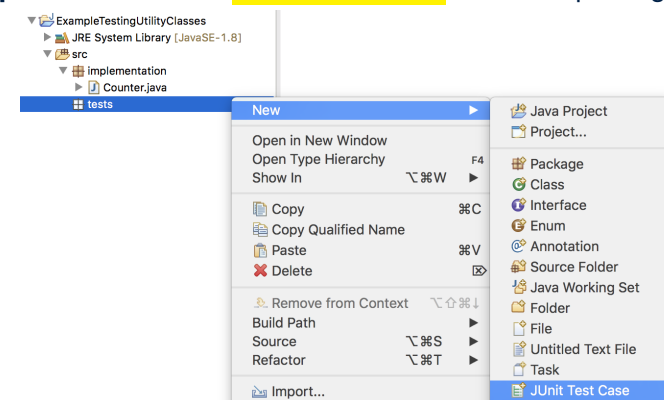 ExampleTestingUtilityClasses
JRE System Library [JavaSE-1.8]
src
implementation
Counter.java
tests
New
Open in New Window
Open Type Hierarchy F4
Show In ⌥⌘W
Copy ⌘C
Copy Qualified Name
Paste ⌘V
Delete ⌦
Remove from Context ⌥⇧⌘↓
Build Path
Source ⌥⌘S
Refactor ⌥⌘T
Import...
Java Project
Project...
Package
Class
Interface
Enum
Annotation
Source Folder
Java Working Set
Folder
File
Untitled Text File
Task
JUnit Test Case